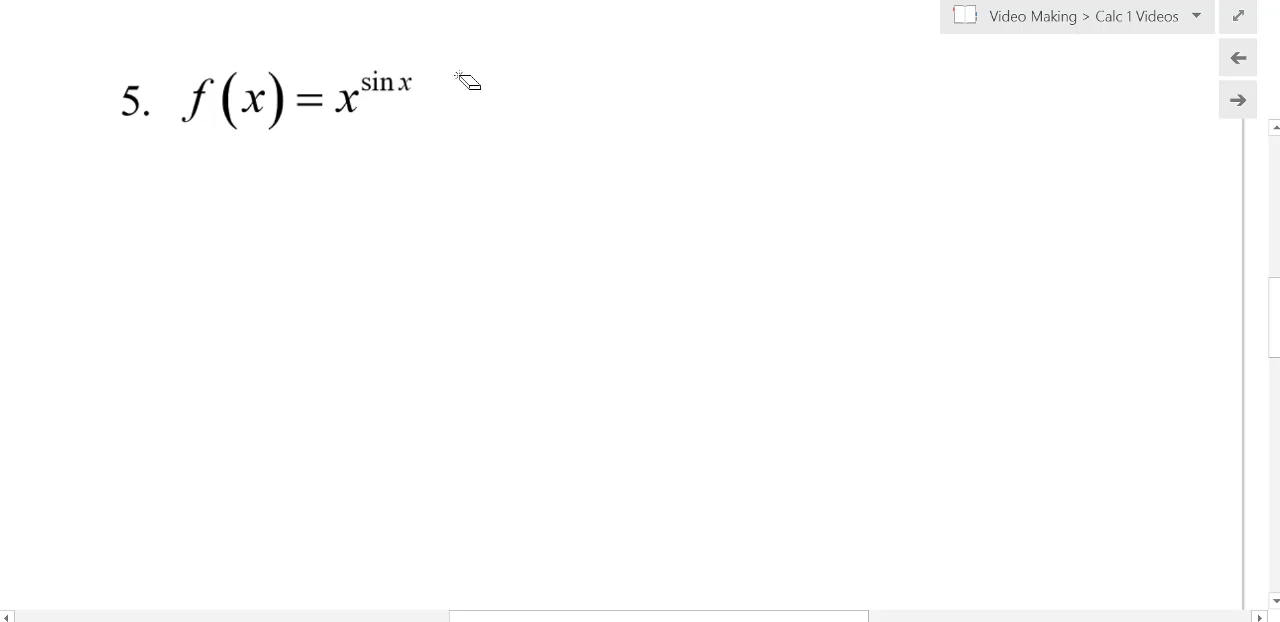 Video Making > Calc 1 Videos
5. f(x) = x^{sin x}